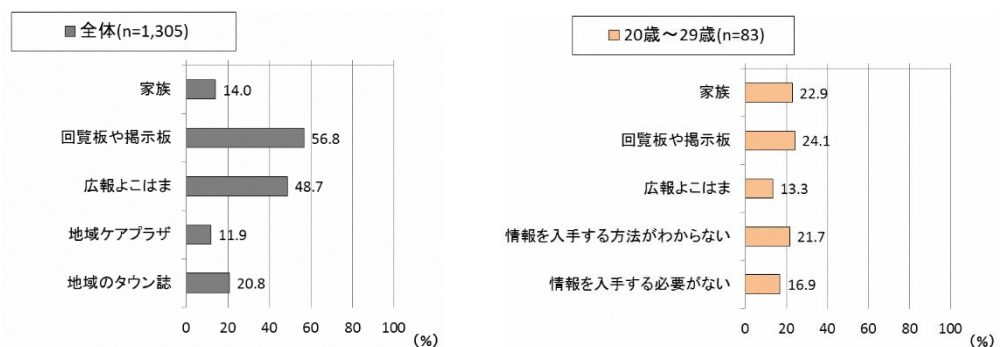 ■ 全体(n=1,305)
家族
14.0
回覧板や掲示板
56.8
広報よこはま
48.7
地域ケアプラザ
11.9
地域のタウン誌
20.8
0 20 40 60 80 100
(%)
■ 20歳～29歳(n=83)
家族
22.9
回覧板や掲示板
24.1
広報よこはま
13.3
情報を入手する方法がわからない
21.7
情報を入手する必要がない
16.9
0 20 40 60 80 100
(%)